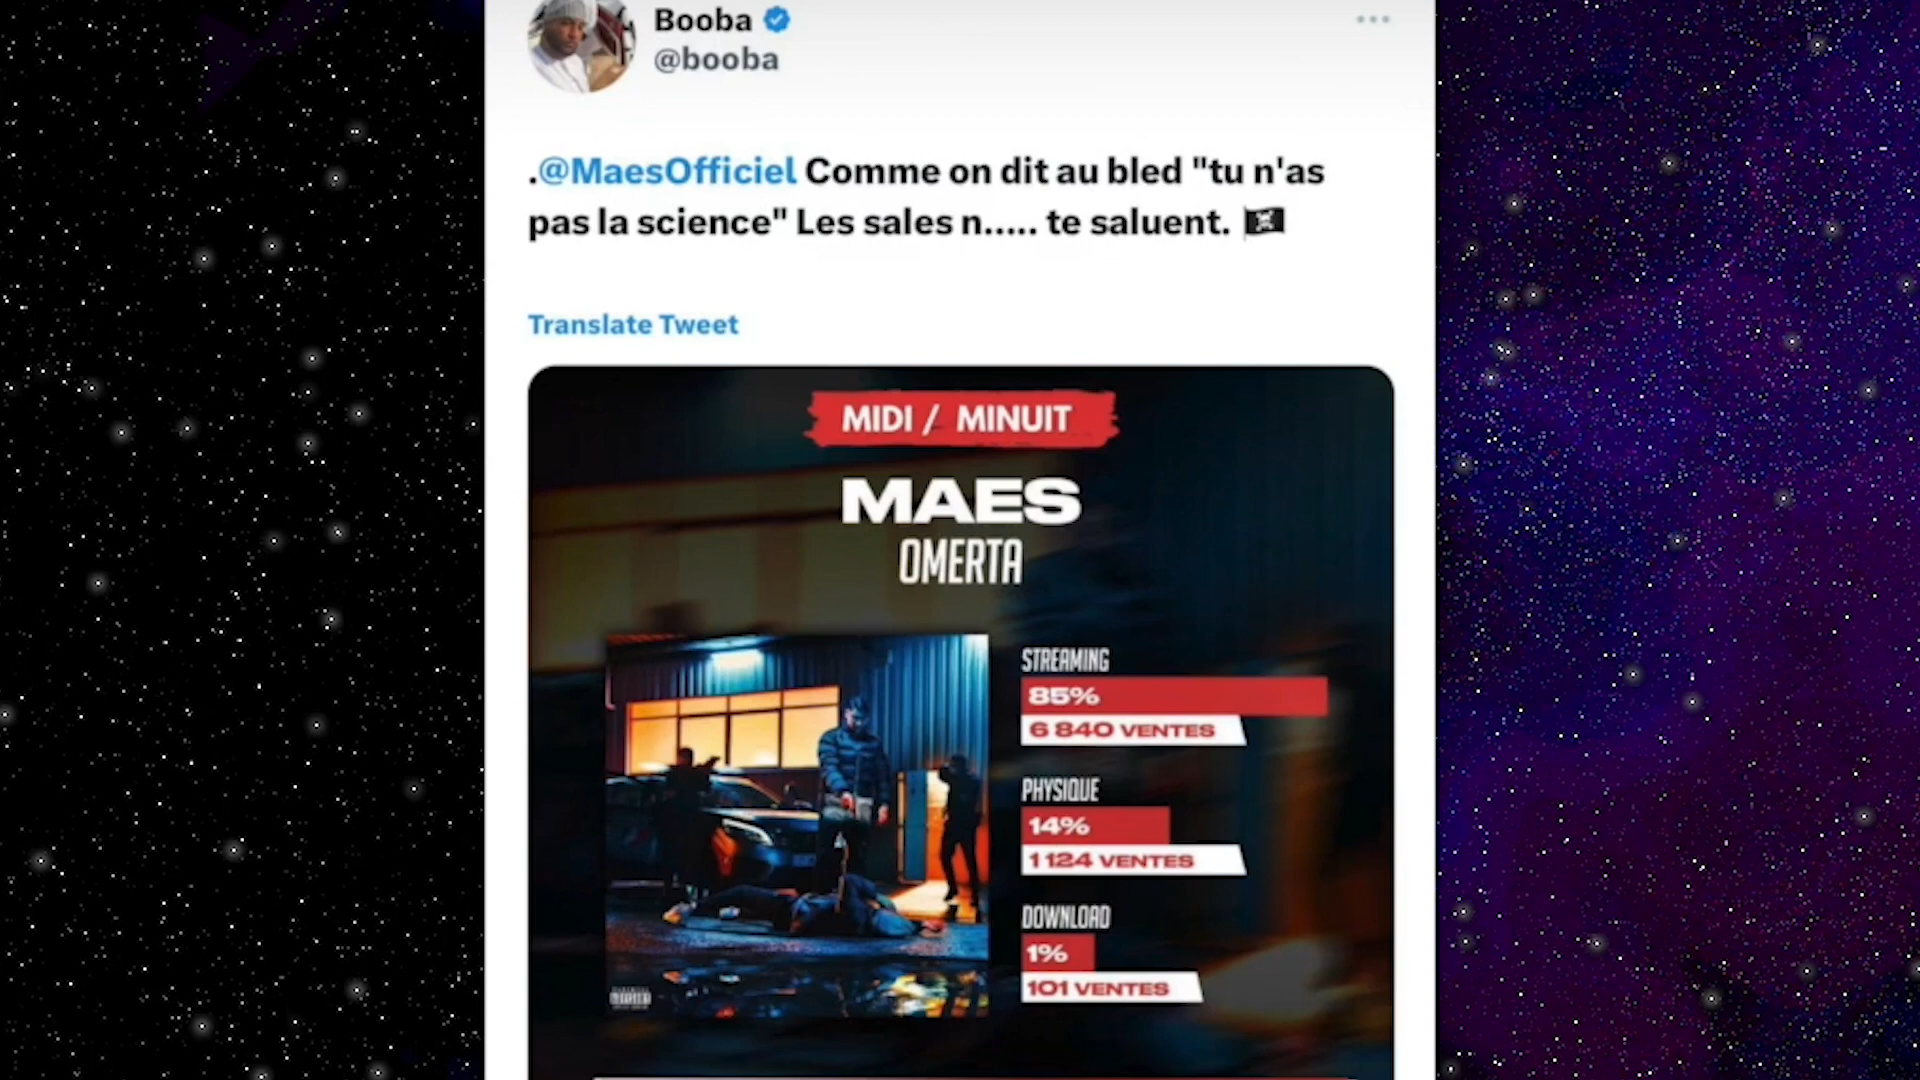 Booba
@booba
.@MaesOfficiel Comme on dit au bled "tu n'as
pas la science" Les sales n..... te saluent.
Translate Tweet
MIDI / MINUIT
MAES
OMERTA
STREAMING
85%
6 840 VENTES
PHYSIQUE
14%
1 124 VENTES
DOWNLOAD
1%
101 VENTES